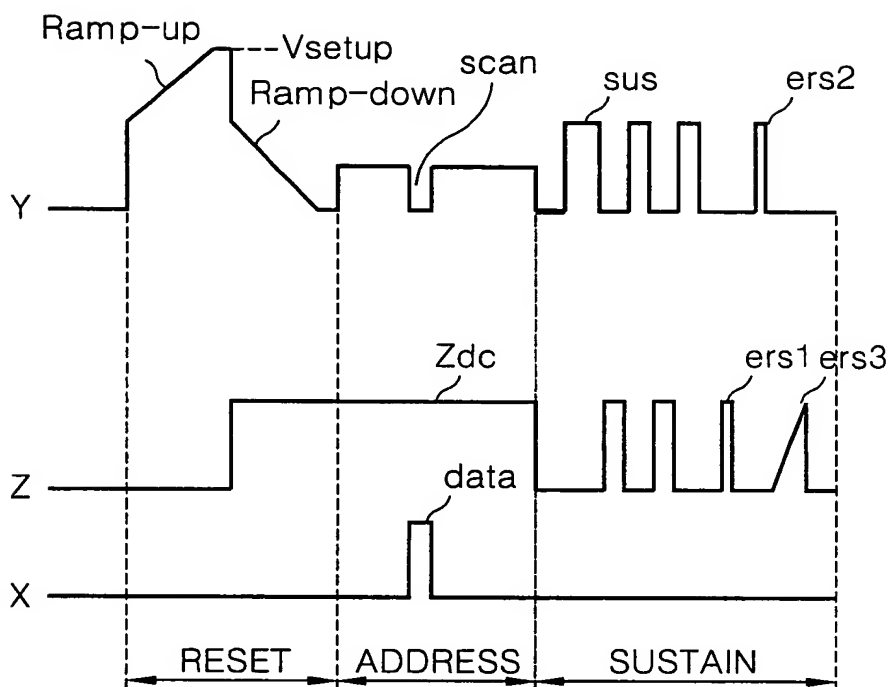 Ramp-up
Vsetup
scan
Ramp-down
sus
ers2
Y
Zdc
ers1
ers3
Z
data
X
RESET
ADDRESS
SUSTAIN